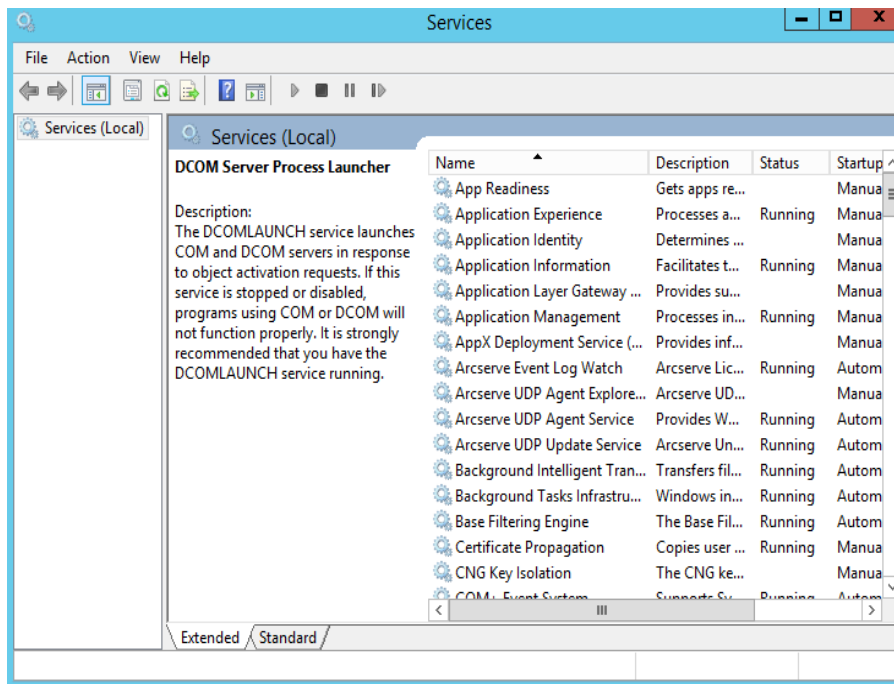 Services
File Action View Help
Services (Local)
Services (Local)
DCOM Server Process Launcher
Description:
The DCOMLAUNCH service launches
COM and DCOM servers in response
to object activation requests. If this
service is stopped or disabled,
programs using COM or DCOM will
not function properly. It is strongly
recommended that you have the
DCOMLAUNCH service running.
Name Description Status Startup
App Readiness Gets apps re... Manua
Application Experience Processes a... Running Manua
Application Identity Determines ... Manua
Application Information Facilitates t... Running Manua
Application Layer Gateway ... Provides su... Manua
Application Management Processes in... Running Manua
AppX Deployment Service (... Provides inf... Manua
Arcserve Event Log Watch Arcserve Lic... Running Autom
Arcserve UDP Agent Explore... Arcserve UD... Manua
Arcserve UDP Agent Service Provides W... Running Autom
Arcserve UDP Update Service Arcserve Un... Running Autom
Background Intelligent Tran... Transfers fil... Running Autom
Background Tasks Infrastru... Windows in... Running Autom
Base Filtering Engine The Base Fil... Running Autom
Certificate Propagation Copies user ... Running Manua
CNG Key Isolation The CNG ke... Manua
COM+ Event System Supports Sy... Running Autom
Extended Standard